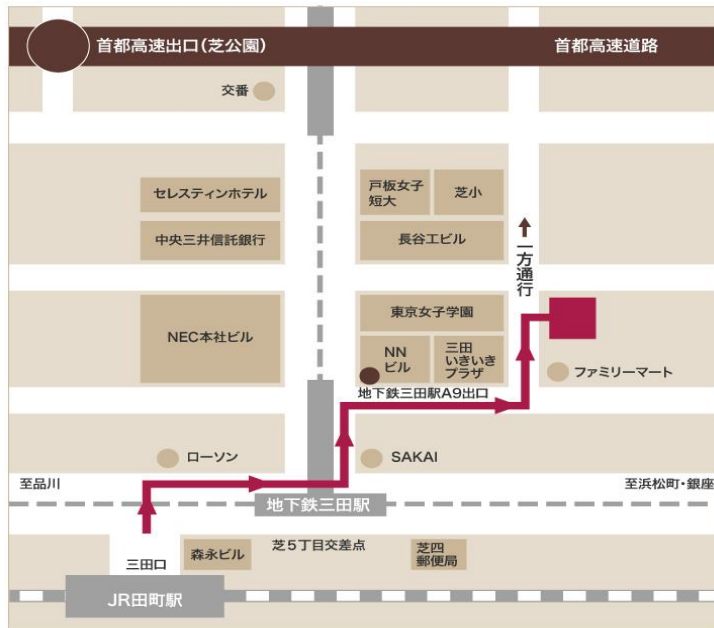 首都高速出口(芝公園)
首都高速道路
交番
セレスティンホテル
戸板女子
短大
芝小
中央三井信託銀行
長谷工ビル
一方通行
NEC本社ビル
東京女子学園
NN
ビル
三田
いきいき
プラザ
ファミリーマート
地下鉄三田駅A9出口
ローソン
SAKAI
至品川
至浜松町・銀座
地下鉄三田駅
三田口
森永ビル
芝5丁目交差点
芝四
郵便局
JR田町駅